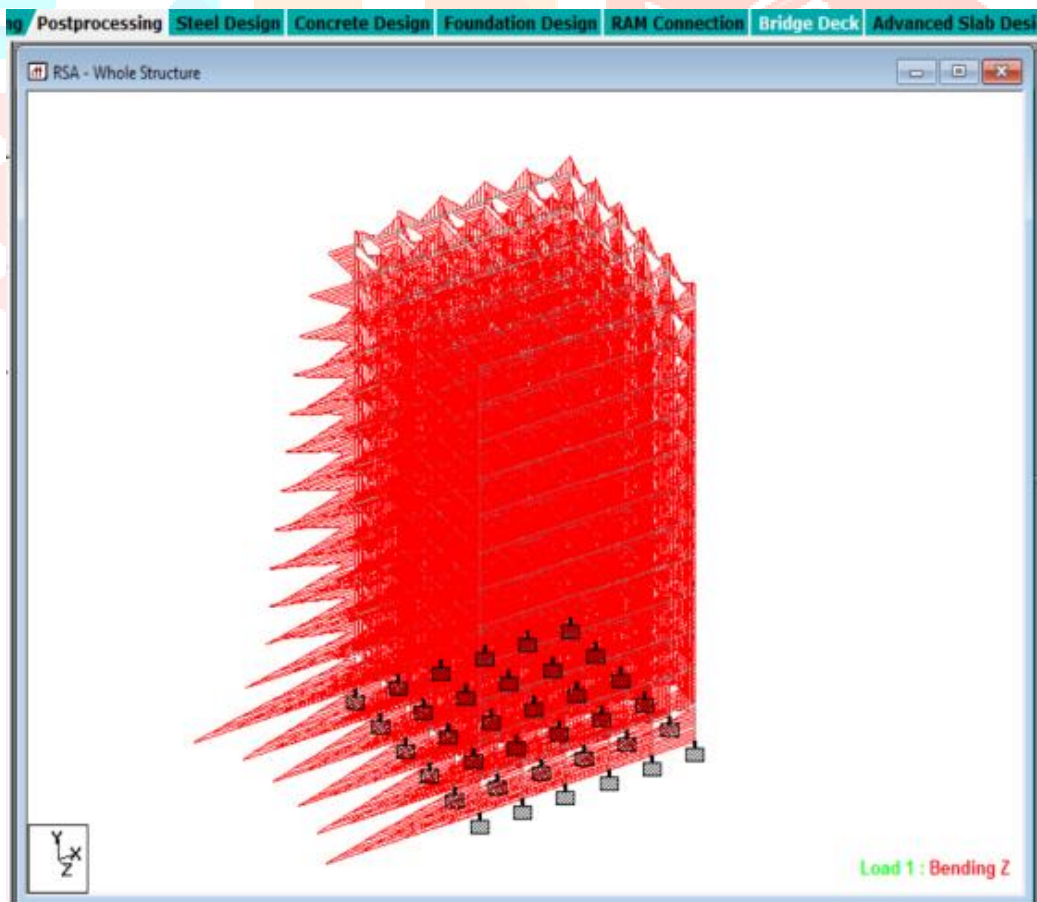 ng Postprocessing Steel Design Concrete Design Foundation Design RAM Connection Bridge Deck Advanced Slab Desi
RSA - Whole Structure
Y
X
Z
Load 1 : Bending Z